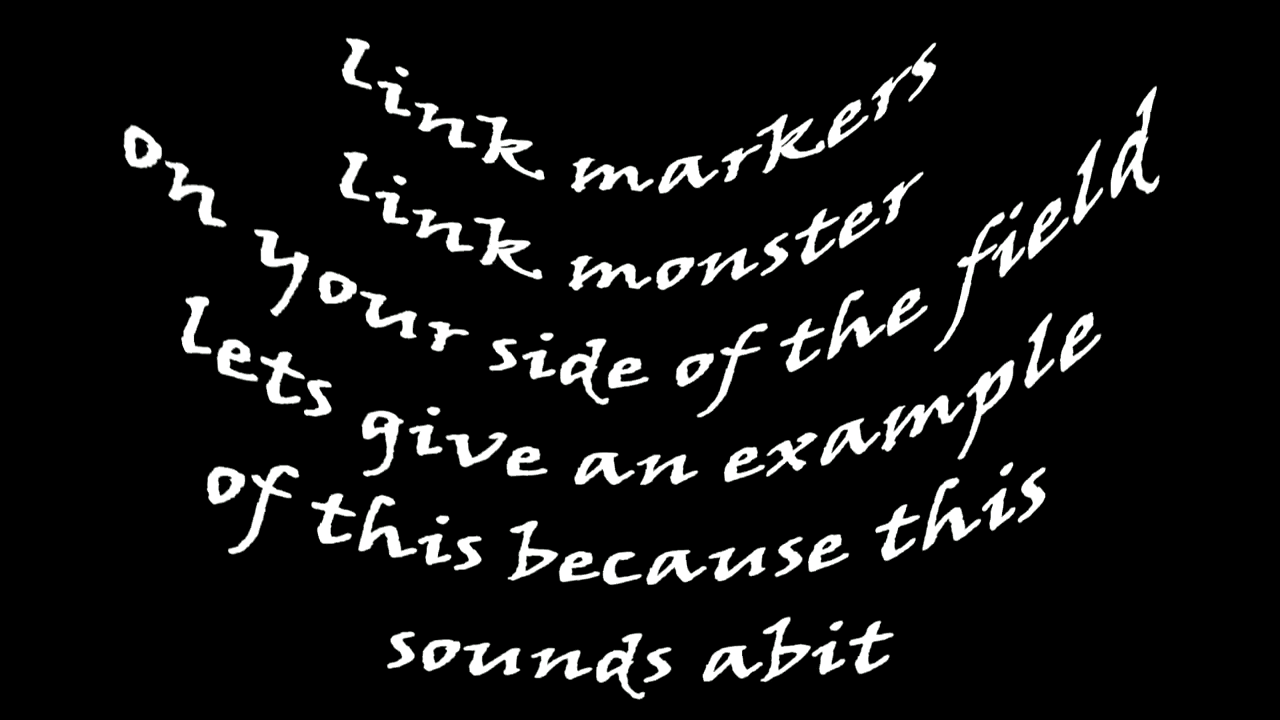 link markers
link monster
on your side of the field
lets give an example
of this because this
sounds abit